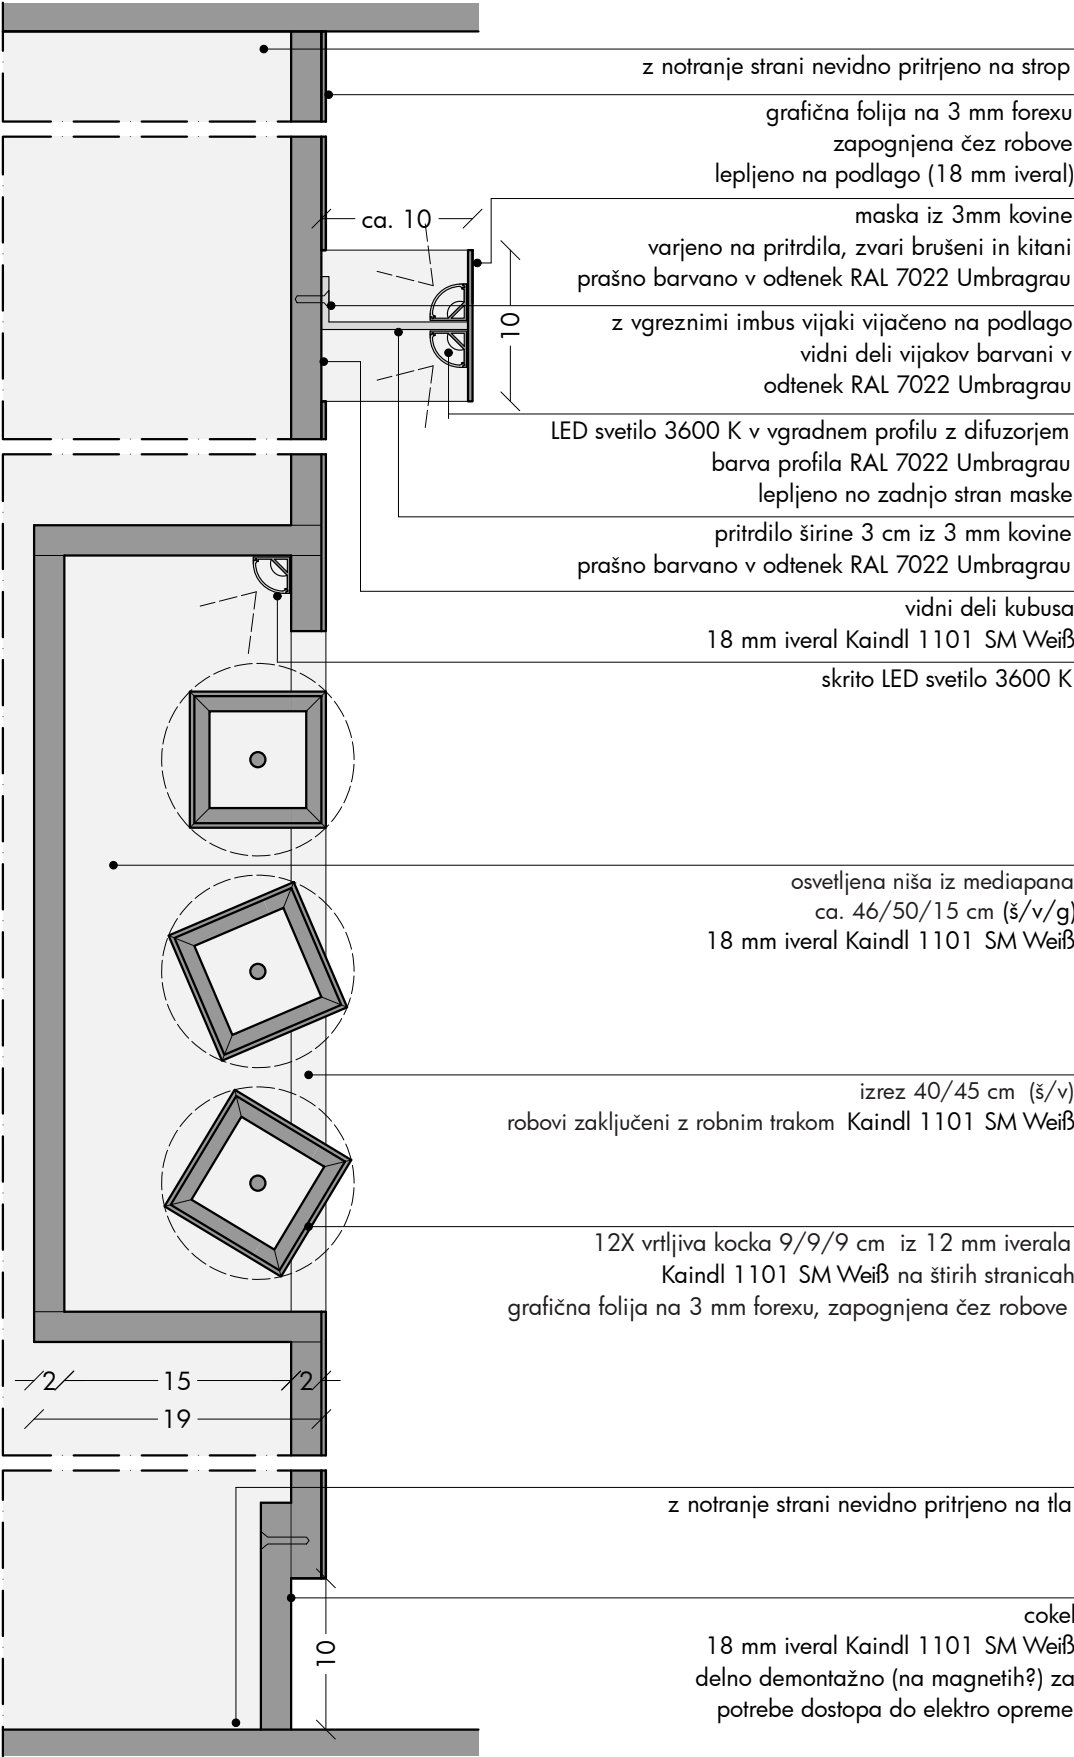 z notranje strani nevidno pritrjeno na strop
grafična folija na 3 mm forexu
zapognjena čez robove
lepljeno na podlago (18 mm iveral)
ca. 10
maska iz 3mm kovine
varjeno na pritrdila, zvari brušeni in kitani
prašno barvano v odtenek RAL 7022 Umbragrau
10
z vgreznimi imbus vijaki vijačeno na podlago
vidni deli vijakov barvani v
odtenek RAL 7022 Umbragrau
LED svetilo 3600 K v vgradnem profilu z difuzorjem
barva profila RAL 7022 Umbragrau
lepljeno no zadnjo stran maske
pritrdilo širine 3 cm iz 3 mm kovine
prašno barvano v odtenek RAL 7022 Umbragrau
vidni deli kubusa
18 mm iveral Kaindl 1101 SM Weiß
skrito LED svetilo 3600 K
osvetljena niša iz mediapana
ca. 46/50/15 cm (š/v/g)
18 mm iveral Kaindl 1101 SM Weiß
izrez 40/45 cm (š/v)
robovi zaključeni z robnim trakom Kaindl 1101 SM Weiß
12X vrtljiva kocka 9/9/9 cm iz 12 mm iverala
Kaindl 1101 SM Weiß na štirih stranicah
grafična folija na 3 mm forexu, zapognjena čez robove
2 15 2
19
z notranje strani nevidno pritrjeno na tla
cokel
18 mm iveral Kaindl 1101 SM Weiß
delno demontažno (na magnetih?) za
potrebe dostopa do elektro opreme
10